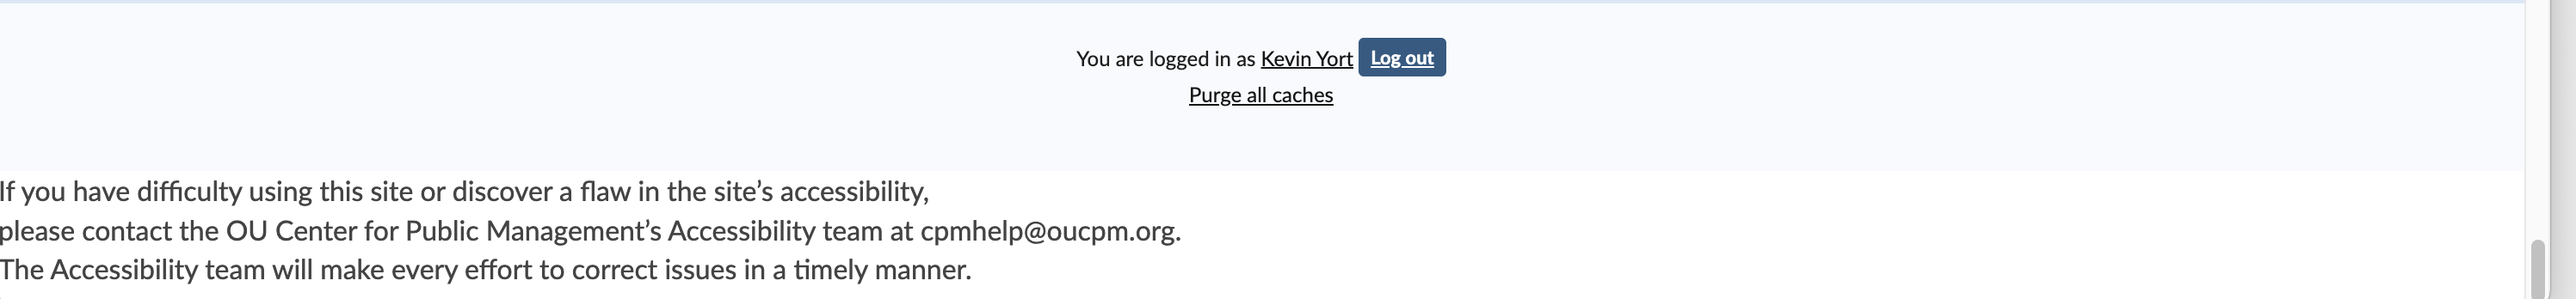 You are logged in as Kevin Yort Log out
Purge all caches
If you have difficulty using this site or discover a flaw in the site’s accessibility,
please contact the OU Center for Public Management’s Accessibility team at cpmhelp@oucpm.org.
The Accessibility team will make every effort to correct issues in a timely manner.